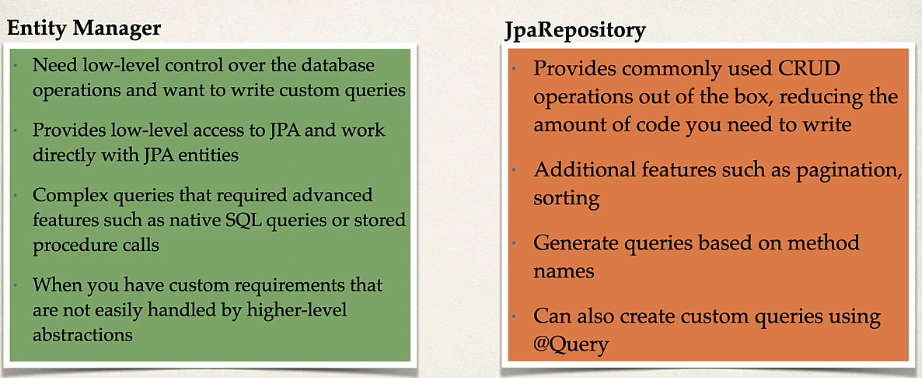 Entity Manager
· Need low-level control over the database
operations and want to write custom queries
· Provides low-level access to JPA and work
directly with JPA entities
· Complex queries that required advanced
features such as native SQL queries or stored
procedure calls
· When you have custom requirements that
are not easily handled by higher-level
abstractions
JpaRepository
· Provides commonly used CRUD
operations out of the box, reducing the
amount of code you need to write
· Additional features such as pagination,
sorting
· Generate queries based on method
names
· Can also create custom queries using
@Query